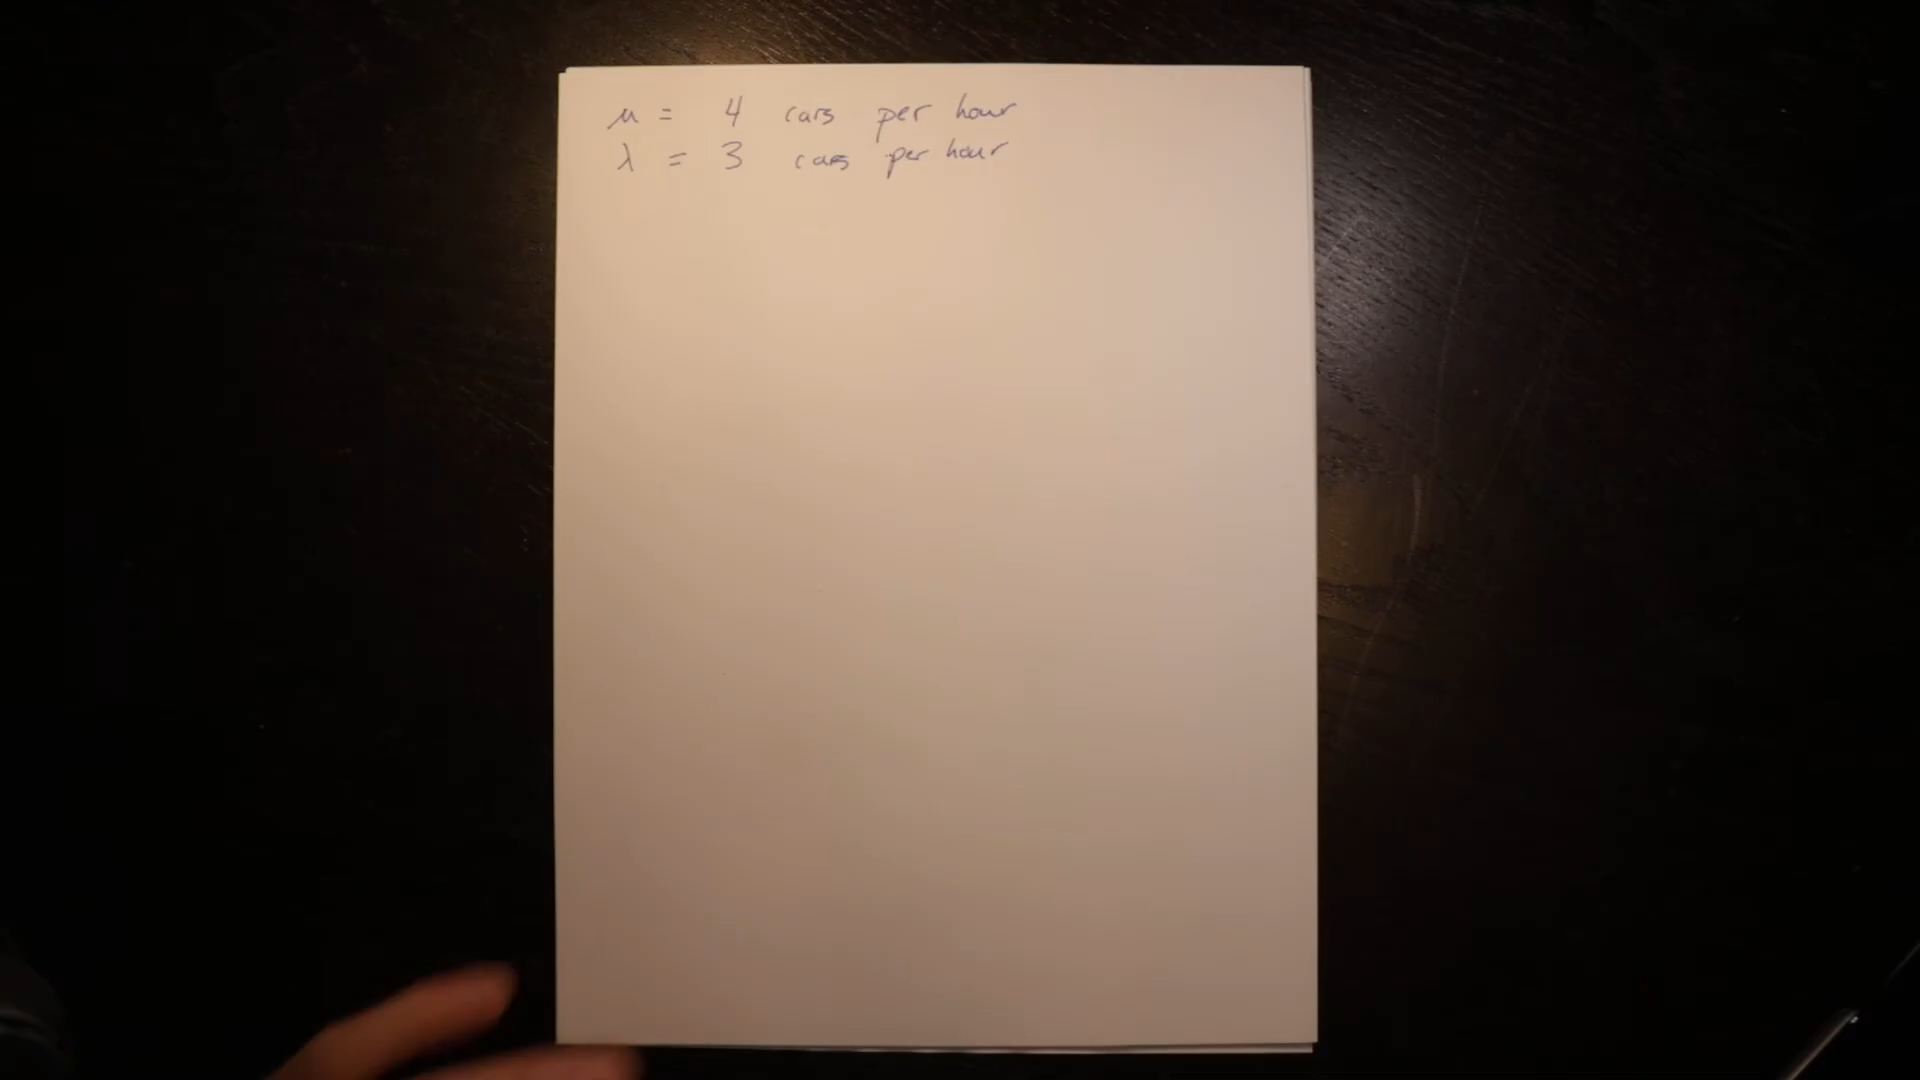 μ = 4 cars per hour
λ = 3 cars per hour